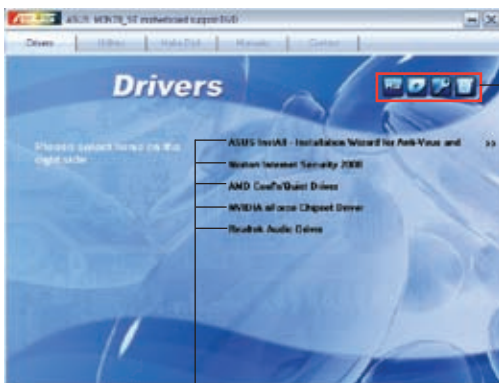 ASUS motherboard support DVD
Drivers
Utilities
Make Disk
Manuals
Contact
Drivers
Please select items on the
right side
ASUS InstAll - Installation Wizard for Anti-Virus and >>
Norton Internet Security 2008
AMD Cool'n'Quiet Driver
NVIDIA nForce Chipset Driver
Realtek Audio Driver